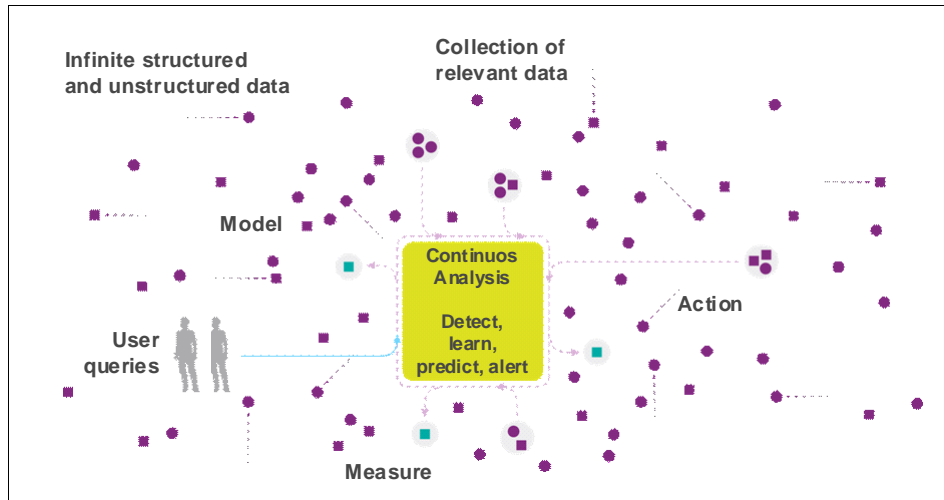 Infinite structured
and unstructured data
Collection of
relevant data
Model
Continuos
Analysis
Detect,
learn,
predict, alert
Action
User
queries
Measure